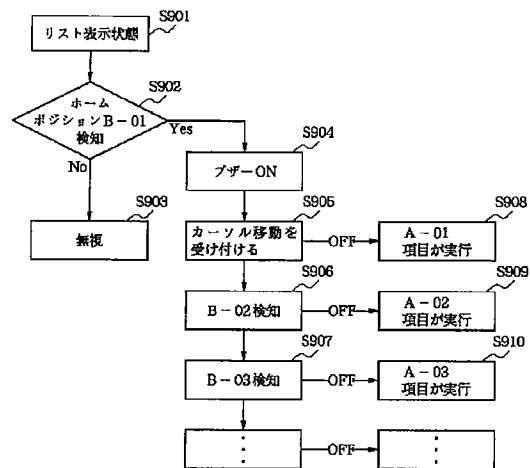 S901
リスト表示状態
S902
ホーム
ポジションB-01
検知
Yes
No
S903
無視
S904
ブザーON
S905
カーソル移動を
受け付ける
OFF
S908
A-01
項目が実行
S906
B-02検知
OFF
S909
A-02
項目が実行
S907
B-03検知
OFF
S910
A-03
項目が実行
OFF